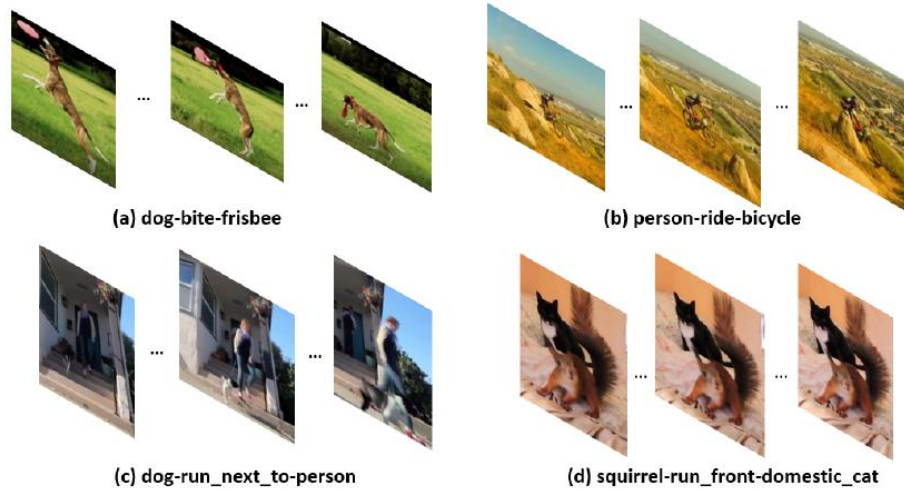 (a) dog-bite-frisbee
(b) person-ride-bicycle
(c) dog-run_next_to-person
(d) squirrel-run_front-domestic_cat